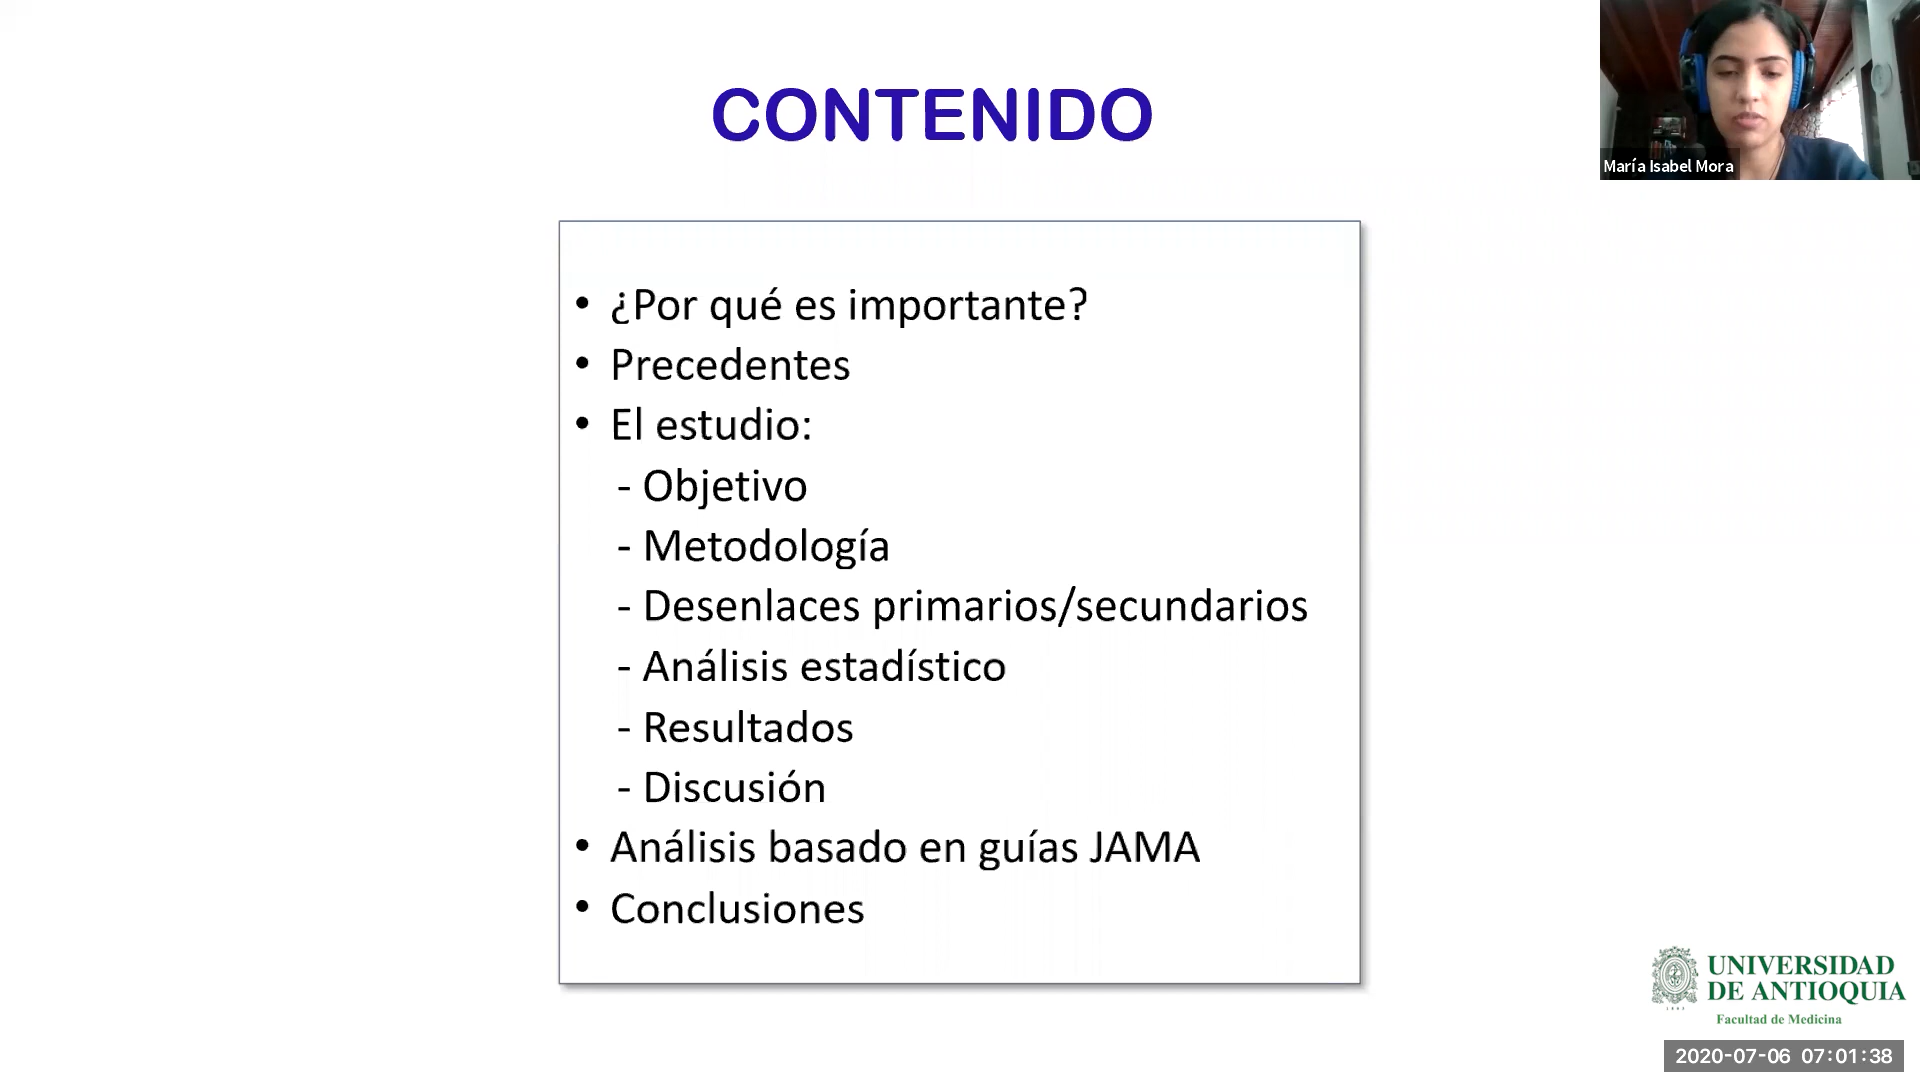 CONTENIDO
María Isabel Mora
• ¿Por qué es importante?
• Precedentes
• El estudio:
- Objetivo
- Metodología
- Desenlaces primarios/secundarios
- Análisis estadístico
- Resultados
- Discusión
• Análisis basado en guías JAMA
• Conclusiones
UNIVERSIDAD
DE ANTIOQUIA
Facultad de Medicina
2020-07-06 07:01:38